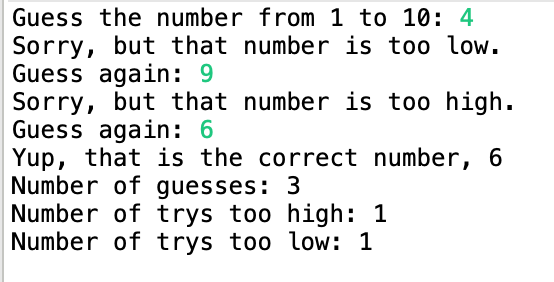 Guess the number from 1 to 10: 4
Sorry, but that number is too low.
Guess again: 9
Sorry, but that number is too high.
Guess again: 6
Yup, that is the correct number, 6
Number of guesses: 3
Number of trys too high: 1
Number of trys too low: 1